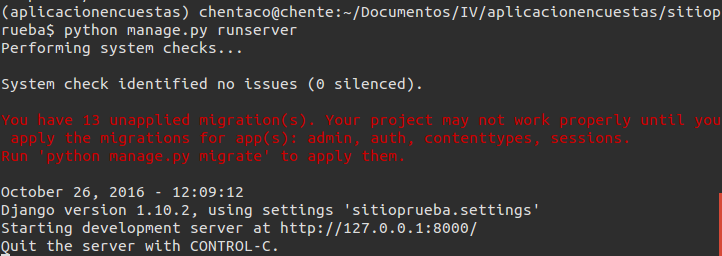 (aplicacionencuestas) chentaco@chente:~/Documentos/IV/aplicacionencuestas/sitiop
rueba$ python manage.py runserver
Performing system checks...
System check identified no issues (0 silenced).
You have 13 unapplied migration(s). Your project may not work properly until you
 apply the migrations for app(s): admin, auth, contenttypes, sessions.
Run 'python manage.py migrate' to apply them.
October 26, 2016 - 12:09:12
Django version 1.10.2, using settings 'sitioprueba.settings'
Starting development server at http://127.0.0.1:8000/
Quit the server with CONTROL-C.